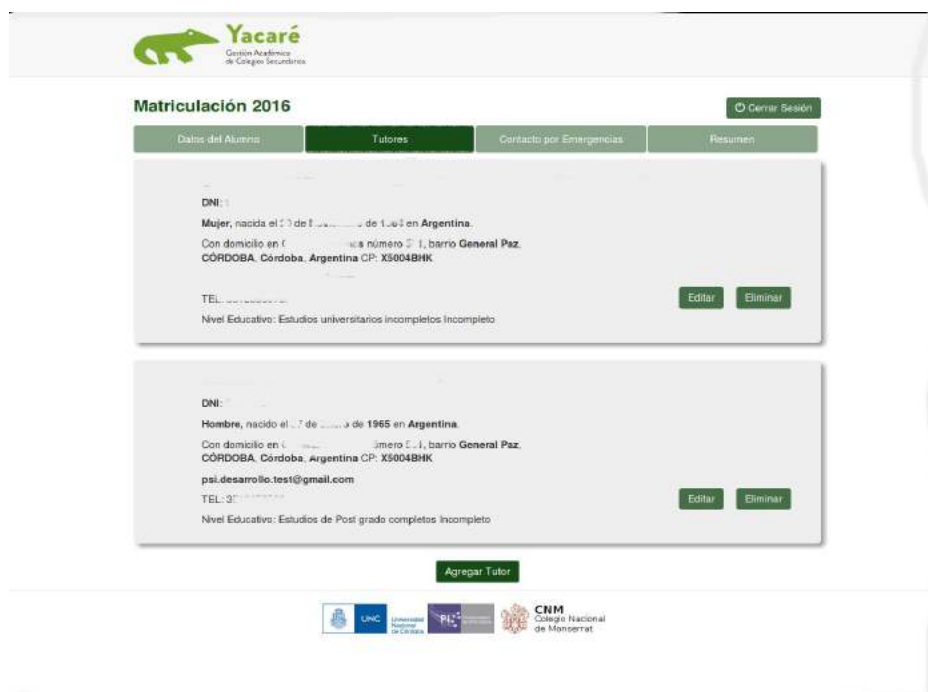 Yacaré
Gestión Académica
de Colegios Secundarios
Matriculación 2016
Cerrar Sesión
Datos del Alumno
Tutores
Contacto por Emergencias
Resumen
DNI:
Mujer, nacida el de de en Argentina.
Con domicilio en número barrio General Paz,
CÓRDOBA, Córdoba, Argentina CP: X5004BHK
TEL:
Editar
Eliminar
Nivel Educativo: Estudios universitarios incompletos Incompleto
DNI:
Hombre, nacido el de de 1965 en Argentina.
Con domicilio en barrio General Paz,
CÓRDOBA, Córdoba, Argentina CP: X5004BHK
psi.desarrollo.test@gmail.com
TEL:
Editar
Eliminar
Nivel Educativo: Estudios de Post grado completos Incompleto
Agregar Tutor
UNC
Universidad
Nacional
de Córdoba
CNM
Colegio Nacional
de Monserrat